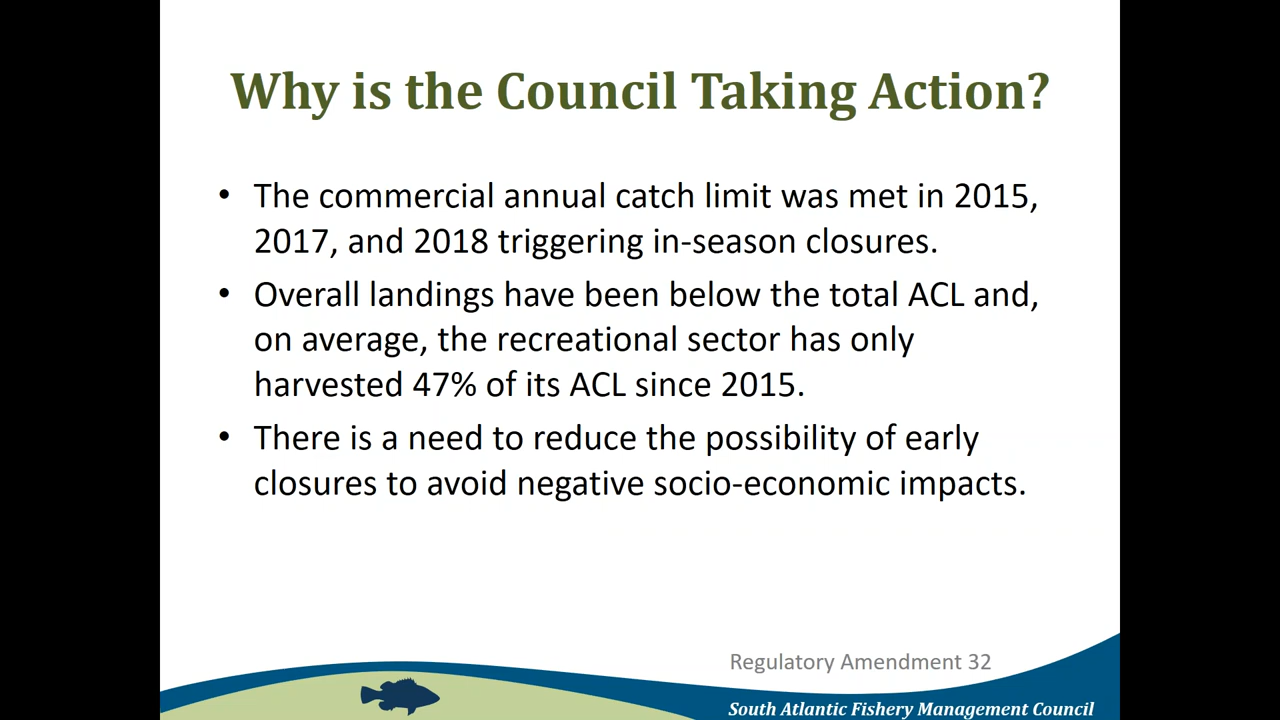 Why is the Council Taking Action?
• The commercial annual catch limit was met in 2015,
2017, and 2018 triggering in-season closures.
• Overall landings have been below the total ACL and,
on average, the recreational sector has only
harvested 47% of its ACL since 2015.
• There is a need to reduce the possibility of early
closures to avoid negative socio-economic impacts.
Regulatory Amendment 32
South Atlantic Fishery Management Council